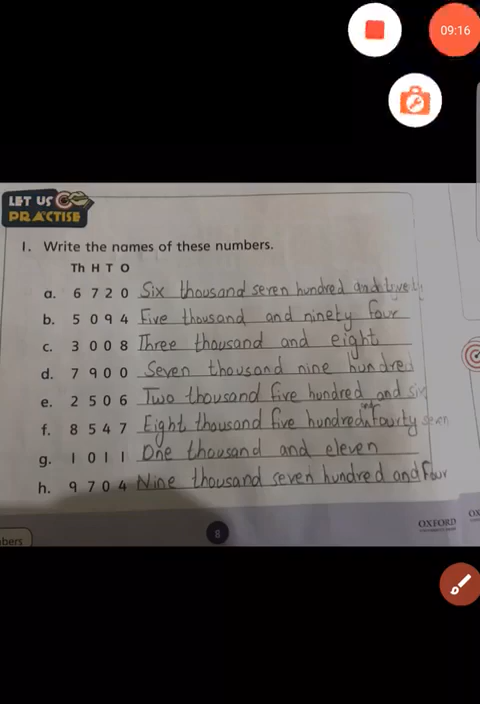 09:16
LET US
PRACTISE
1. Write the names of these numbers.
Th H T O
a. 6 7 2 0 Six thousand seven hundred and twety
b. 5 0 9 4 Five thousand and ninety four
c. 3 0 0 8 Three thousand and eight
d. 7 9 0 0 Seven thousand nine hundred
e. 2 5 0 6 Two thousand five hundred and six
f. 8 5 4 7 Eight thousand five hundred fourty seven
g. 1 0 1 1 One thousand and eleven
h. 9 7 0 4 Nine thousand seven hundred and four
bers
8
OXFORD
OX